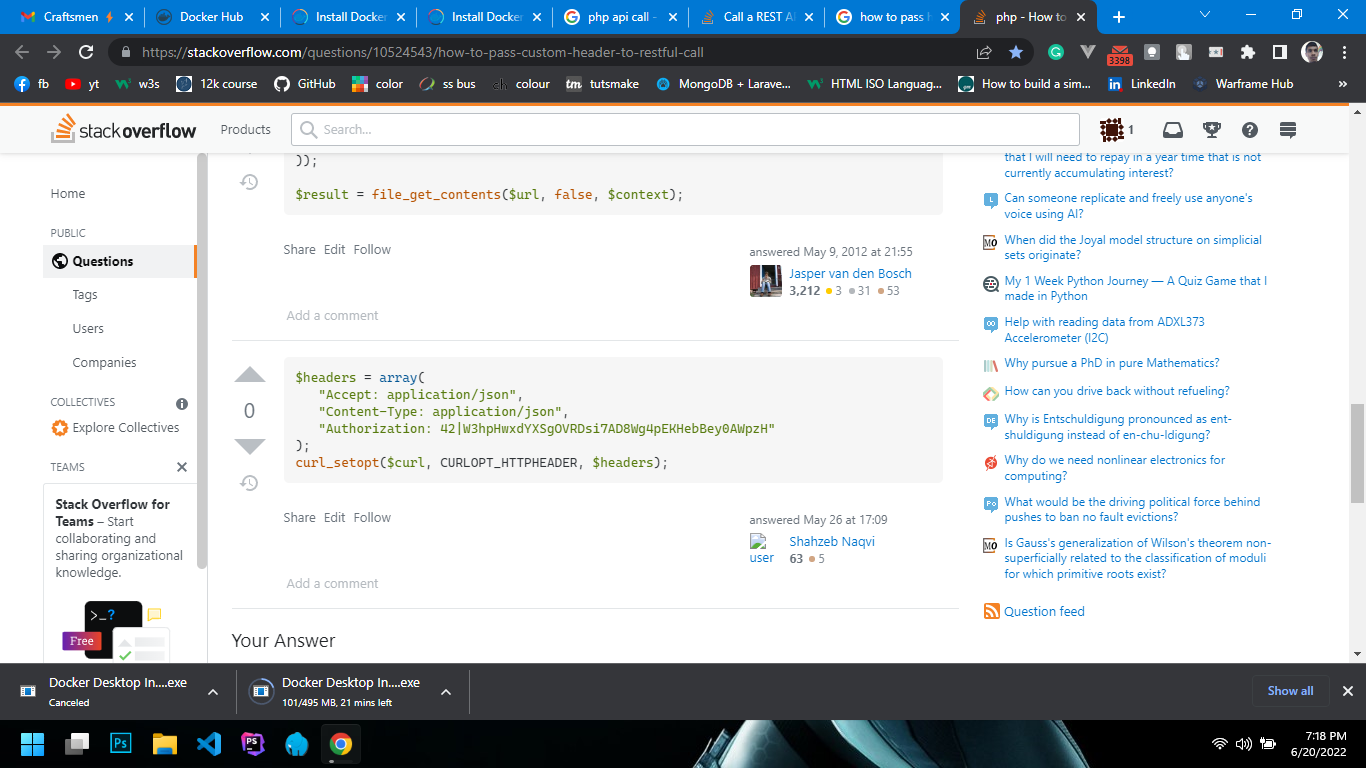 Craftsmen
Docker Hub
Install Docker
Install Docker
php api call -
Call a REST A
how to pass h
php - How to
https://stackoverflow.com/questions/10524543/how-to-pass-custom-header-to-restful-call
3398
fb
yt
w3s
12k course
GitHub
color
ss bus
ch colour
tm tutsmake
MongoDB + Larave...
HTML ISO Languag...
How to build a sim...
in LinkedIn
Warframe Hub
»
stackoverflow
Products
Search...
1
Home
PUBLIC
Questions
Tags
Users
Companies
COLLECTIVES
Explore Collectives
TEAMS
Stack Overflow for
Teams – Start
collaborating and
sharing organizational
knowledge.
>_?
Free
));
$result = file_get_contents($url, false, $context);
Share Edit Follow
answered May 9, 2012 at 21:55
Jasper van den Bosch
3,212 3 31 53
Add a comment
0
$headers = array(
"Accept: application/json",
"Content-Type: application/json",
"Authorization: 42|W3hpHwxdYXSgOVRDsi7AD8Wg4pEKHebBey0AWpzH"
);
curl_setopt($curl, CURLOPT_HTTPHEADER, $headers);
Share Edit Follow
answered May 26 at 17:09
user
Shahzeb Naqvi
63 5
Add a comment
Your Answer
that I will need to repay in a year time that is not
currently accumulating interest?
Can someone replicate and freely use anyone's
voice using AI?
When did the Joyal model structure on simplicial
sets originate?
My 1 Week Python Journey — A Quiz Game that I
made in Python
Help with reading data from ADXL373
Accelerometer (I2C)
Why pursue a PhD in pure Mathematics?
How can you drive back without refueling?
Why is Entschuldigung pronounced as ent-
shuldigung instead of en-chu-ldigung?
Why do we need nonlinear electronics for
computing?
What would be the driving political force behind
pushes to ban no fault evictions?
Is Gauss's generalization of Wilson's theorem non-
superficially related to the classification of moduli
for which primitive roots exist?
Question feed
Docker Desktop In....exe
Canceled
Docker Desktop In....exe
101/495 MB, 21 mins left
Show all
Ps
PS
7:18 PM
6/20/2022